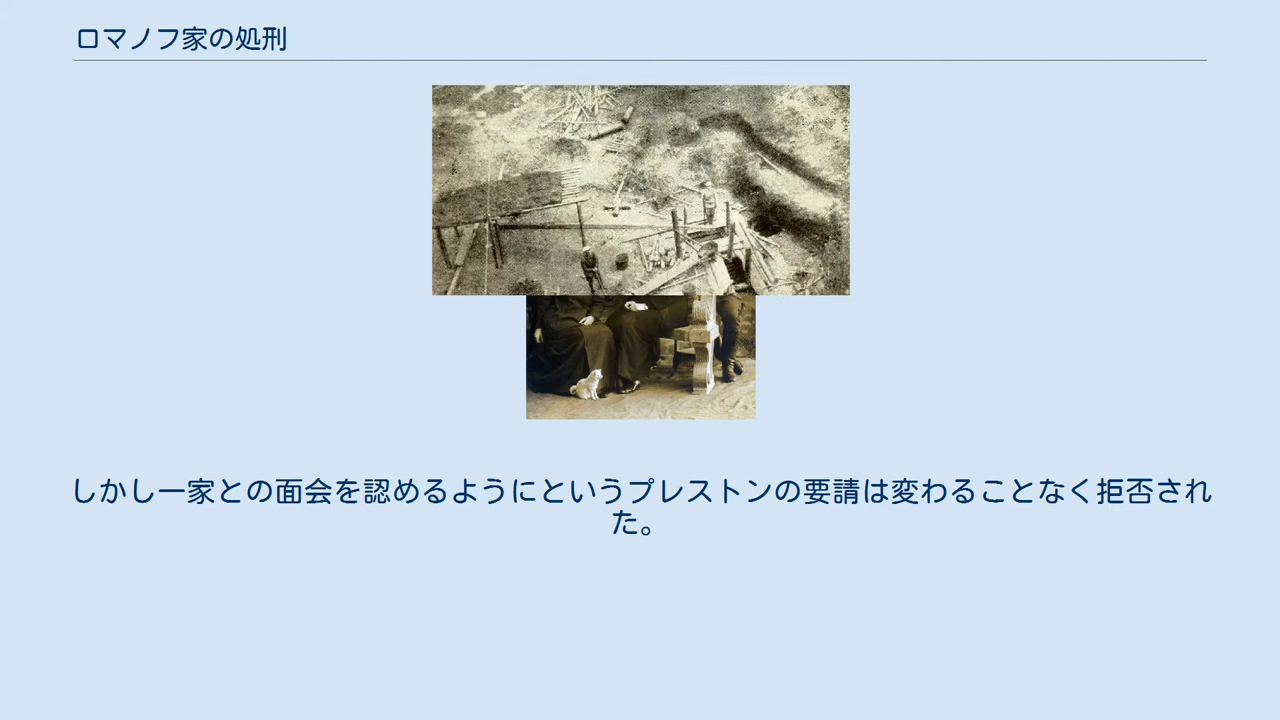 ロマノフ家の処刑
しかし一家との面会を認めるようにというプレストンの要請は変わることなく拒否され
た。